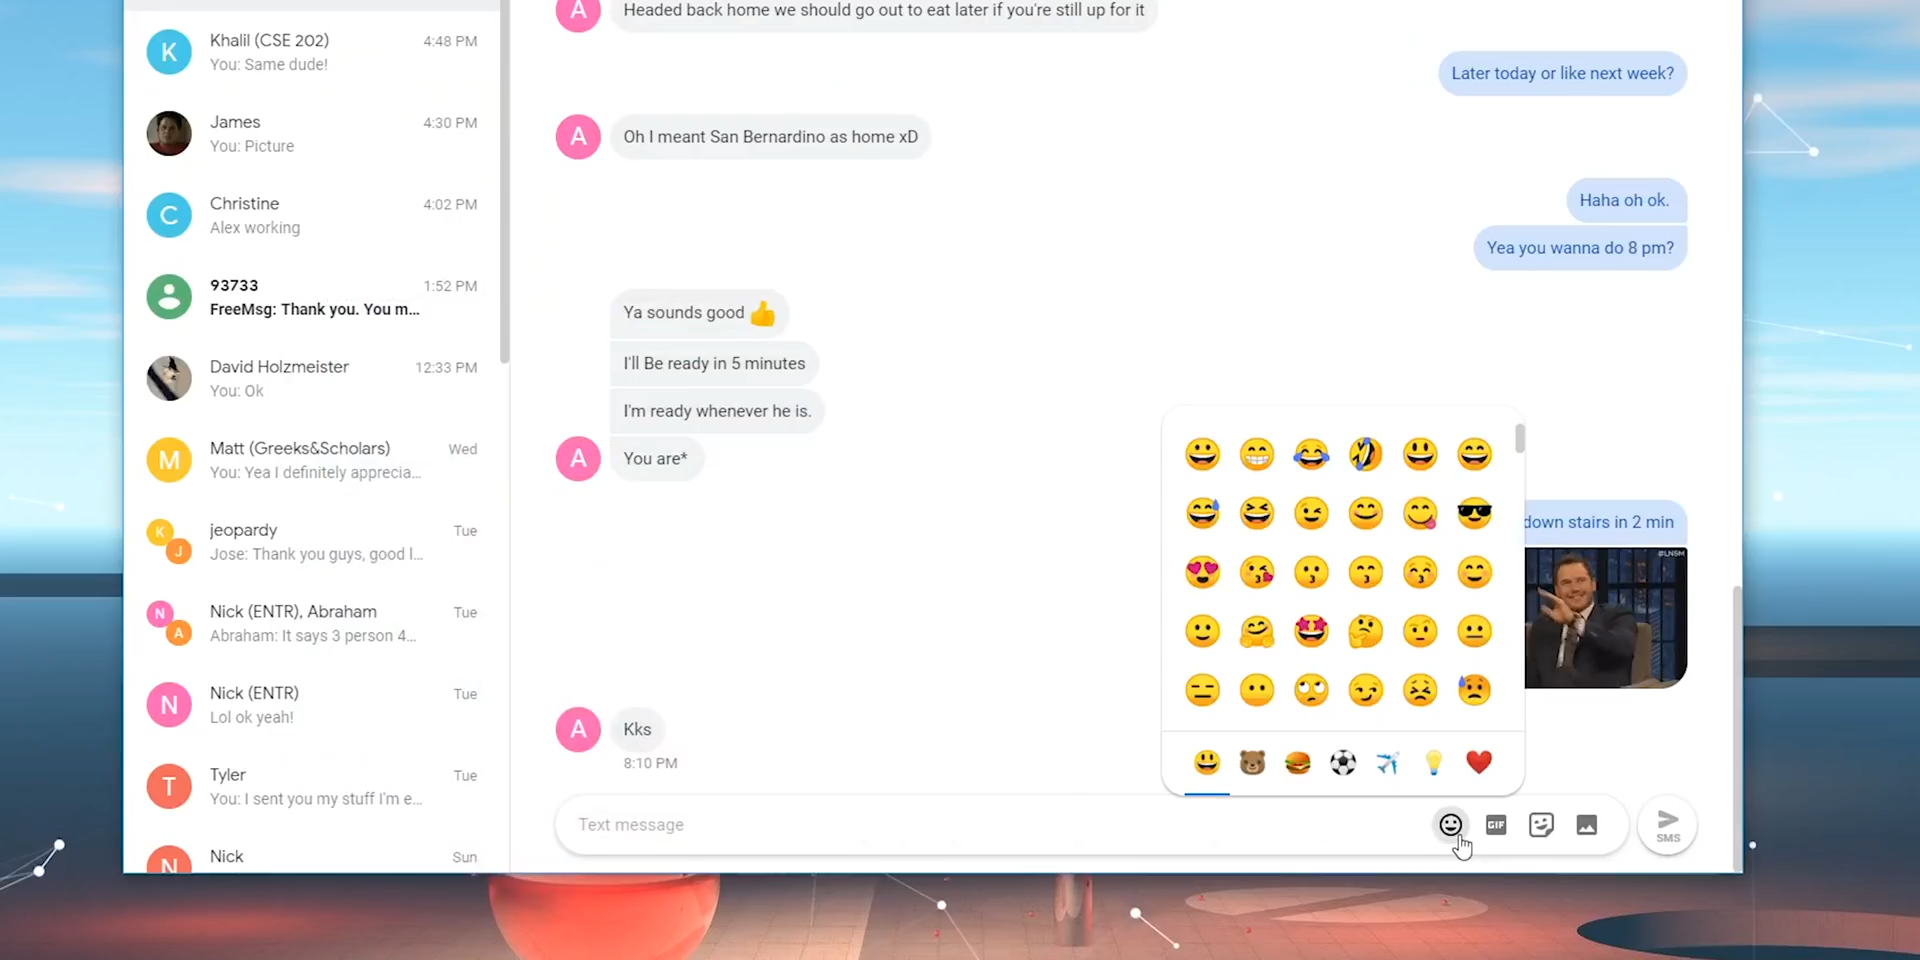 Khalil (CSE 202)
4:48 PM
You: Same dude!
James
4:30 PM
You: Picture
Christine
4:02 PM
Alex working
93733
1:52 PM
FreeMsg: Thank you. You m...
David Holzmeister
12:33 PM
You: Ok
Matt (Greeks&Scholars)
Wed
You: Yea I definitely apprecia...
jeopardy
Tue
Jose: Thank you guys, good l...
Nick (ENTR), Abraham
Tue
Abraham: It says 3 person 4...
Nick (ENTR)
Tue
Lol ok yeah!
Tyler
Tue
You: I sent you my stuff I'm e...
Nick
Sun
K
C
M
K
J
N
A
N
T
N
A
Headed back home we should go out to eat later if you're still up for it
Later today or like next week?
A
Oh I meant San Bernardino as home xD
Haha oh ok.
Yea you wanna do 8 pm?
Ya sounds good 👍
I'll Be ready in 5 minutes
I'm ready whenever he is.
A
You are*
down stairs in 2 min
#LNSM
A
Kks
8:10 PM
Text message
GIF
SMS